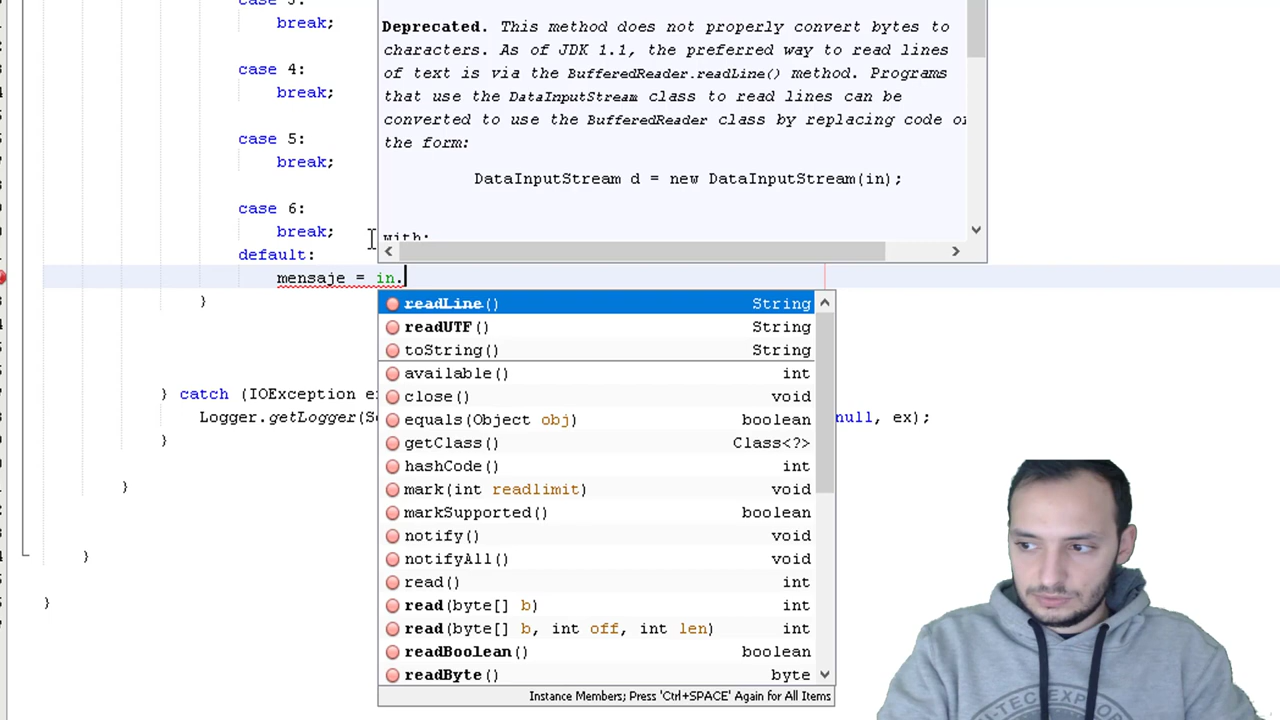 break;
Deprecated. This method does not properly convert bytes to
characters. As of JDK 1.1, the preferred way to read lines
of text is via the BufferedReader.readLine() method. Programs
case 4:
break;
that use the DataInputStream class to read lines can be
converted to use the BufferedReader class by replacing code
the form:
case 5:
break;
DataInputStream d = new DataInputStream(in);
case 6:
break;
with:
default:
mensaje = in.
}
readLine() String
readUTF() String
toString() String
available() int
} catch (IOException
close() void
Logger.getLogger( null, ex);
equals(Object obj) boolean
}
getClass() Class<?>
hashCode() int
}
mark(int readlimit) void
markSupported() boolean
notify() void
}
notifyAll() void
read() int
}
read(byte[] b) int
read(byte[] b, int off, int len) int
readBoolean() boolean
readByte() byte
Instance Members; Press 'Ctrl+SPACE' Again for All Items